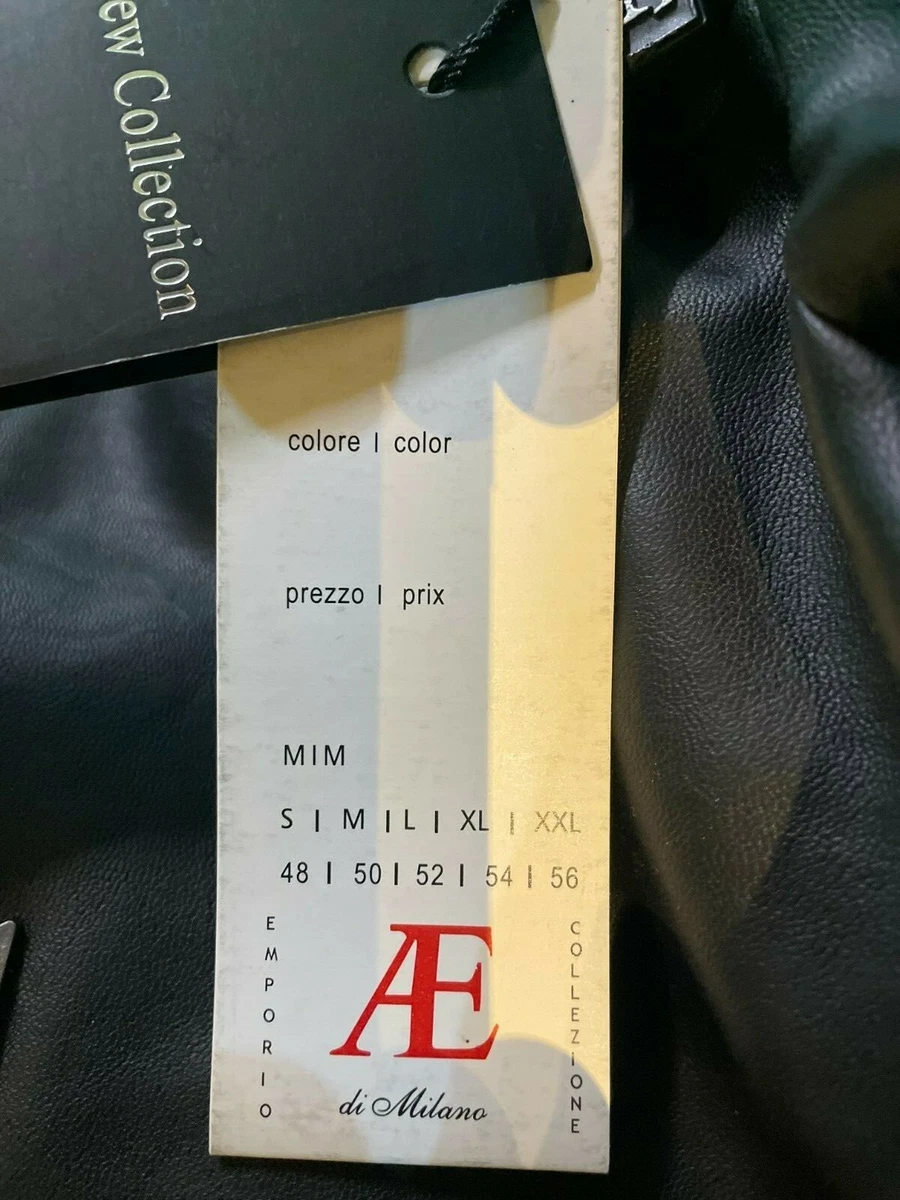 ew Collection
colore | color
prezzo | prix
MIM
S | M | L | XL | XXL
48 | 50 | 52 | 54 | 56
EMPORIO
Æ
di Milano
COLLEZIONE